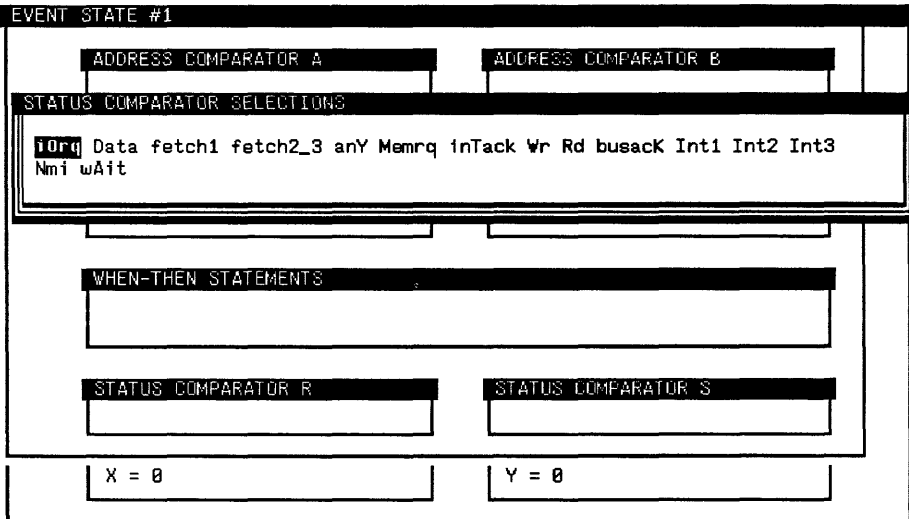 EVENT STATE #1
ADDRESS COMPARATOR A
ADDRESS COMPARATOR B
STATUS COMPARATOR SELECTIONS
iOrq Data fetch1 fetch2_3 anY Memrq inTack Wr Rd busacK Int1 Int2 Int3
Nmi wAit
WHEN-THEN STATEMENTS
STATUS COMPARATOR R
STATUS COMPARATOR S
X = 0
Y = 0